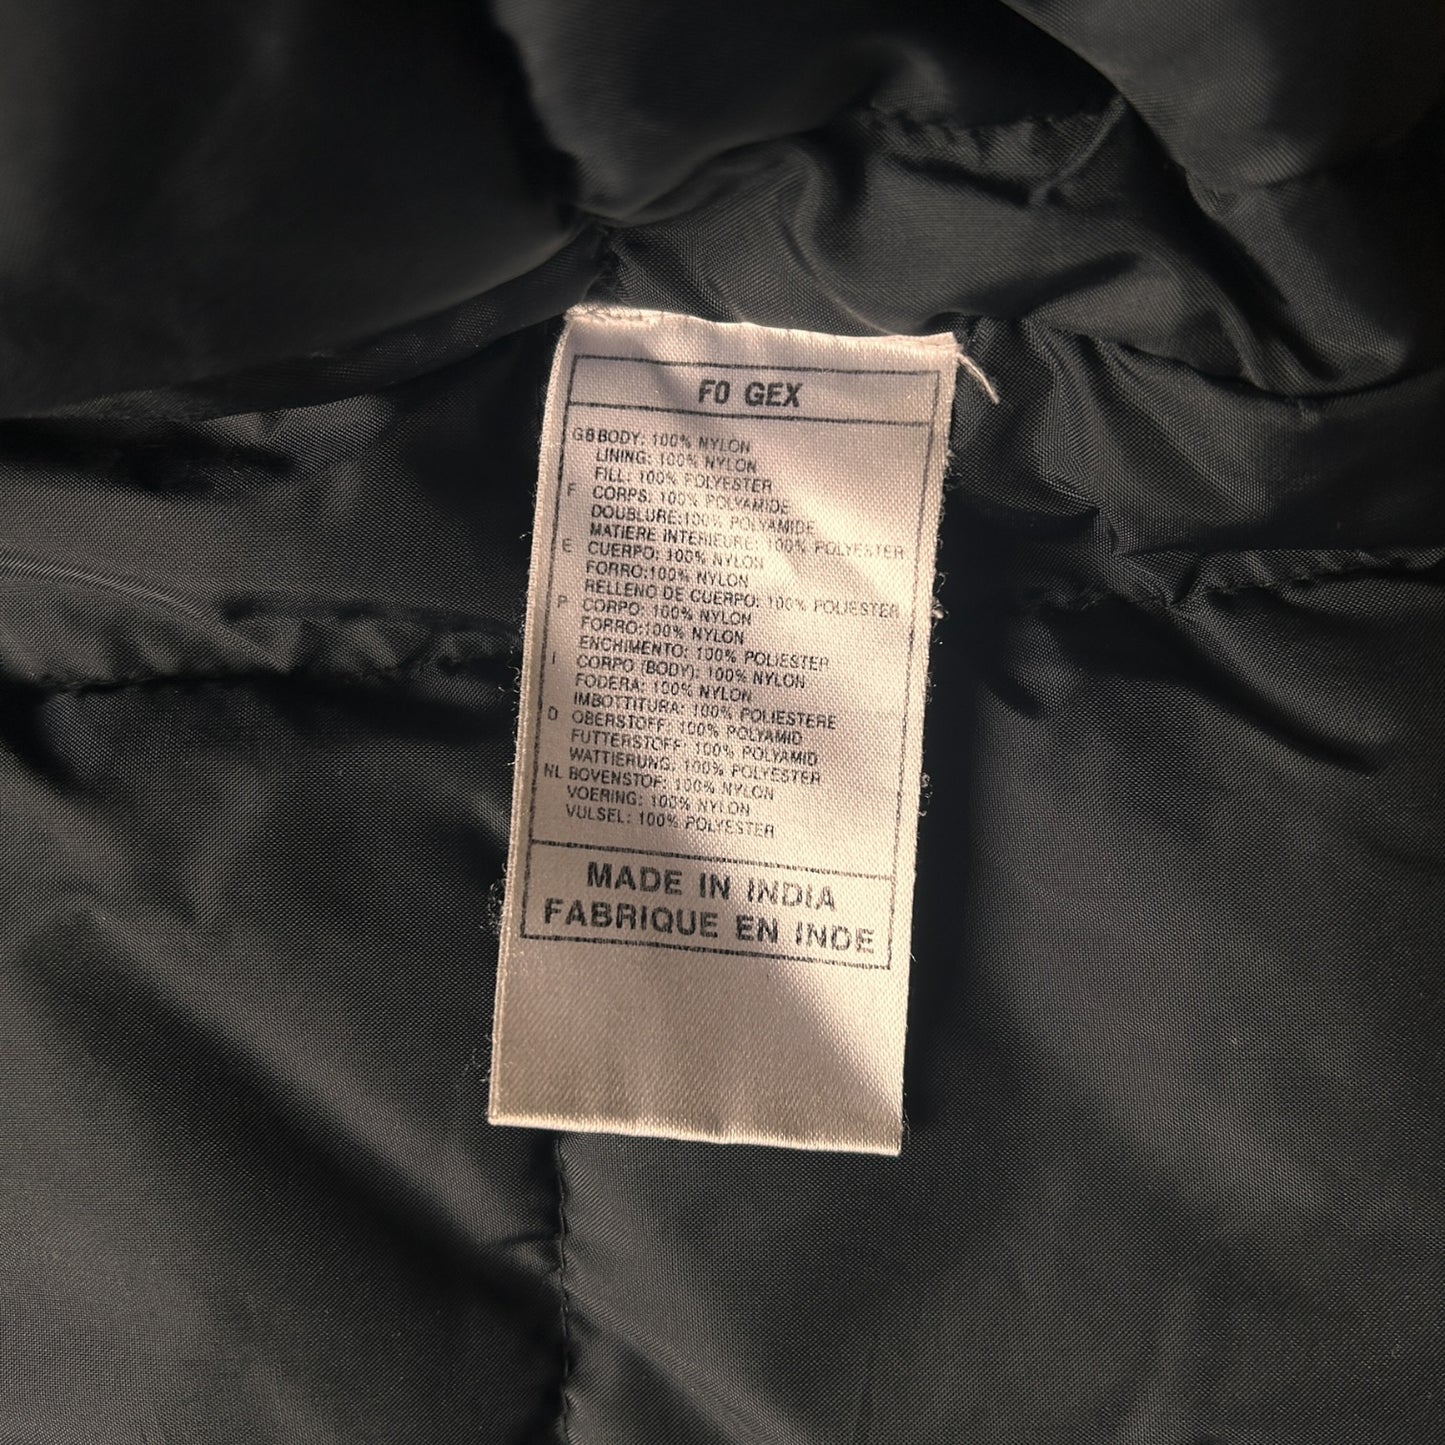 F0 GEX
GB BODY: 100% NYLON
LINING: 100% NYLON
FILL: 100% POLYESTER
F CORPS: 100% POLYAMIDE
DOUBLURE:100% POLYAMIDE
MATIERE INTERIEURE: 100% POLYESTER
E CUERPO: 100% NYLON
FORRO:100% NYLON
RELLENO DE CUERPO: 100% POLIESTER
P CORPO: 100% NYLON
FORRO:100% NYLON
ENCHIMENTO: 100% POLIESTER
I CORPO (BODY): 100% NYLON
FODERA: 100% NYLON
IMBOTTITURA: 100% POLIESTERE
D OBERSTOFF: 100% POLYAMID
FUTTERSTOFF: 100% POLYAMID
WATTIERUNG: 100% POLYESTER
NL BOVENSTOF: 100% NYLON
VOERING: 100% NYLON
VULSEL: 100% POLYESTER
MADE IN INDIA
FABRIQUE EN INDE